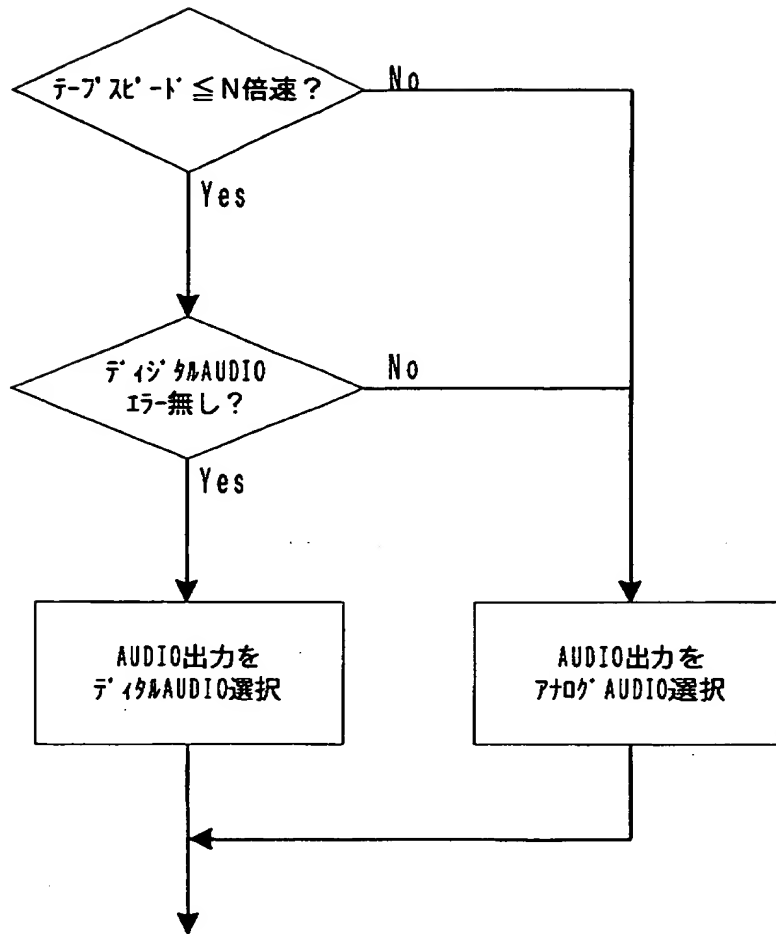 ﾃｰﾌﾟｽﾋﾟｰﾄﾞ≦N倍速？
No
Yes
ﾃﾞｨｼﾞﾀﾙAUDIO
ｴﾗｰ無し？
No
Yes
AUDIO出力を
ﾃﾞｨﾀﾙAUDIO選択
AUDIO出力を
ｱﾅﾛｸﾞAUDIO選択